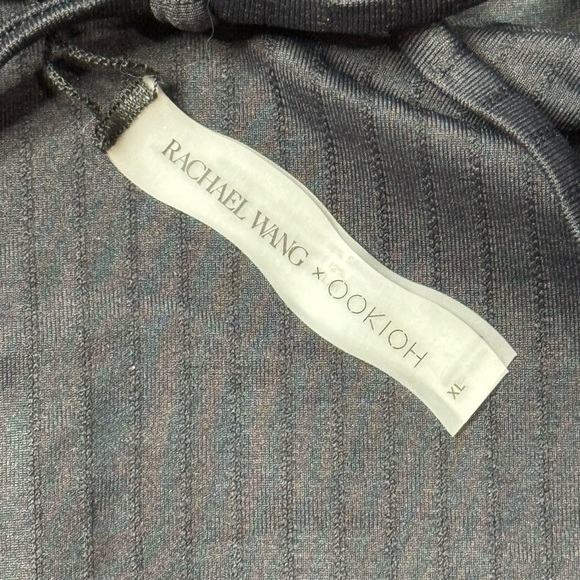 RACHAEL WANG × OOKIOH
XL